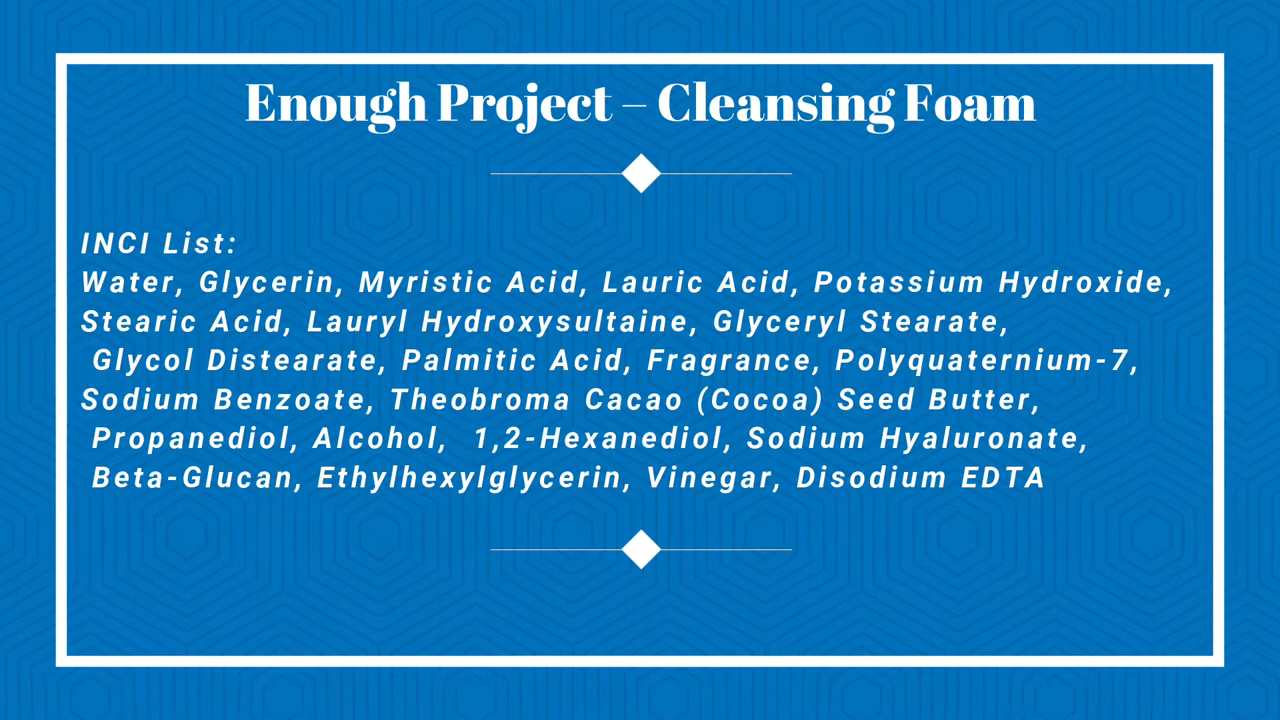 Enough Project – Cleansing Foam
INCI List:
Water, Glycerin, Myristic Acid, Lauric Acid, Potassium Hydroxide,
Stearic Acid, Lauryl Hydroxysultaine, Glyceryl Stearate,
Glycol Distearate, Palmitic Acid, Fragrance, Polyquaternium-7,
Sodium Benzoate, Theobroma Cacao (Cocoa) Seed Butter,
Propanediol, Alcohol, 1,2-Hexanediol, Sodium Hyaluronate,
Beta-Glucan, Ethylhexylglycerin, Vinegar, Disodium EDTA